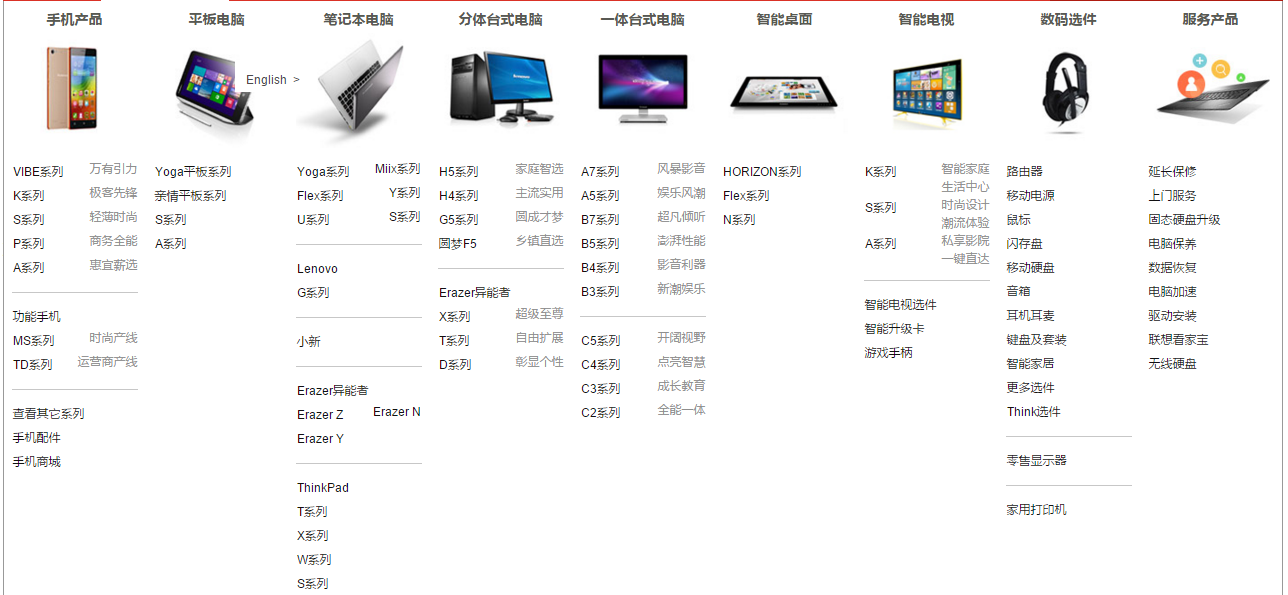 手机产品
VIBE系列 万有引力
K系列 极客先锋
S系列 轻薄时尚
P系列 商务全能
A系列 惠宜薪选
功能手机
MS系列 时尚产线
TD系列 运营商产线
查看其它系列
手机配件
手机商城
平板电脑
English >
Yoga平板系列
亲情平板系列
S系列
A系列
笔记本电脑
Yoga系列 Miix系列
Flex系列 Y系列
U系列 S系列
Lenovo
G系列
小新
Erazer异能者
Erazer Z Erazer N
Erazer Y
ThinkPad
T系列
X系列
W系列
S系列
分体台式电脑
H5系列 家庭智选
H4系列 主流实用
G5系列 圆成才梦
圆梦F5 乡镇直选
Erazer异能者
X系列 超级至尊
T系列 自由扩展
D系列 彰显个性
一体台式电脑
A7系列 风暴影音
A5系列 娱乐风潮
B7系列 超凡倾听
B5系列 澎湃性能
B4系列 影音利器
B3系列 新潮娱乐
C5系列 开阔视野
C4系列 点亮智慧
C3系列 成长教育
C2系列 全能一体
智能桌面
HORIZON系列
Flex系列
N系列
智能电视
K系列 智能家庭
生活中心
S系列 时尚设计
潮流体验
A系列 私享影院
一键直达
智能电视选件
智能升级卡
游戏手柄
数码选件
路由器
移动电源
鼠标
闪存盘
移动硬盘
音箱
耳机耳麦
键盘及套装
智能家居
更多选件
Think选件
零售显示器
家用打印机
服务产品
延长保修
上门服务
固态硬盘升级
电脑保养
数据恢复
电脑加速
驱动安装
联想看家宝
无线硬盘